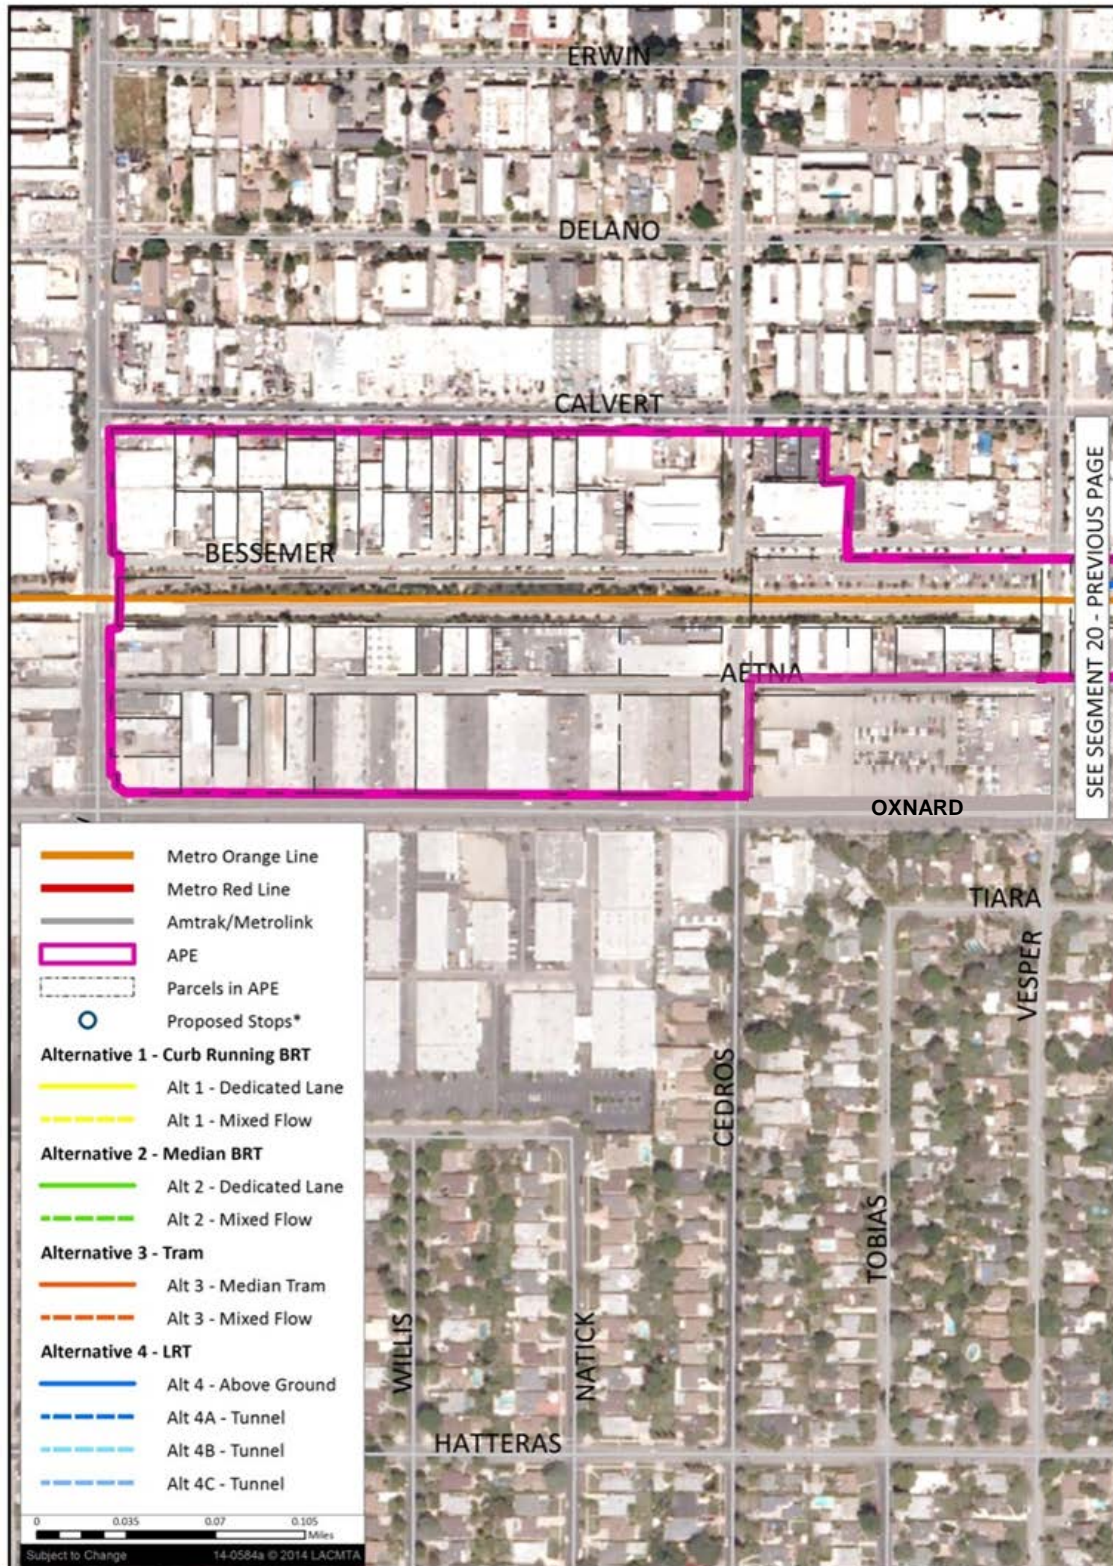 ERWIN
DELANO
CALVERT
BESSEMER
AETNA
SEE SEGMENT 20 - PREVIOUS PAGE
OXNARD
TIARA
VESPER
CEDROS
TOBIAS
WILLIS
NATICK
HATTERAS
Metro Orange Line
Metro Red Line
Amtrak/Metrolink
APE
Parcels in APE
Proposed Stops*
Alternative 1 - Curb Running BRT
Alt 1 - Dedicated Lane
Alt 1 - Mixed Flow
Alternative 2 - Median BRT
Alt 2 - Dedicated Lane
Alt 2 - Mixed Flow
Alternative 3 - Tram
Alt 3 - Median Tram
Alt 3 - Mixed Flow
Alternative 4 - LRT
Alt 4 - Above Ground
Alt 4A - Tunnel
Alt 4B - Tunnel
Alt 4C - Tunnel
0 0.035 0.07 0.105
Miles
Subject to Change 14-0584a © 2014 LACMTA